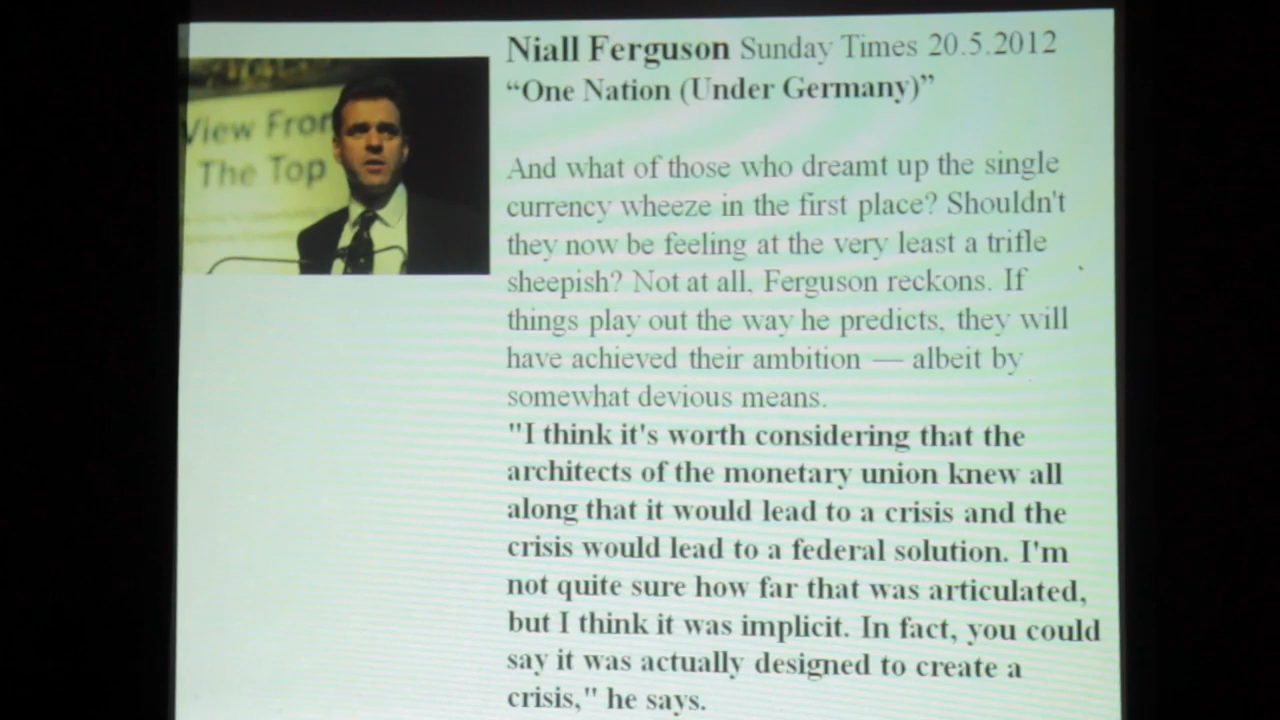 View From
The Top
Niall Ferguson Sunday Times 20.5.2012
“One Nation (Under Germany)”
And what of those who dreamt up the single
currency wheeze in the first place? Shouldn't
they now be feeling at the very least a trifle
sheepish? Not at all, Ferguson reckons. If
things play out the way he predicts, they will
have achieved their ambition — albeit by
somewhat devious means.
"I think it's worth considering that the
architects of the monetary union knew all
along that it would lead to a crisis and the
crisis would lead to a federal solution. I'm
not quite sure how far that was articulated,
but I think it was implicit. In fact, you could
say it was actually designed to create a
crisis," he says.